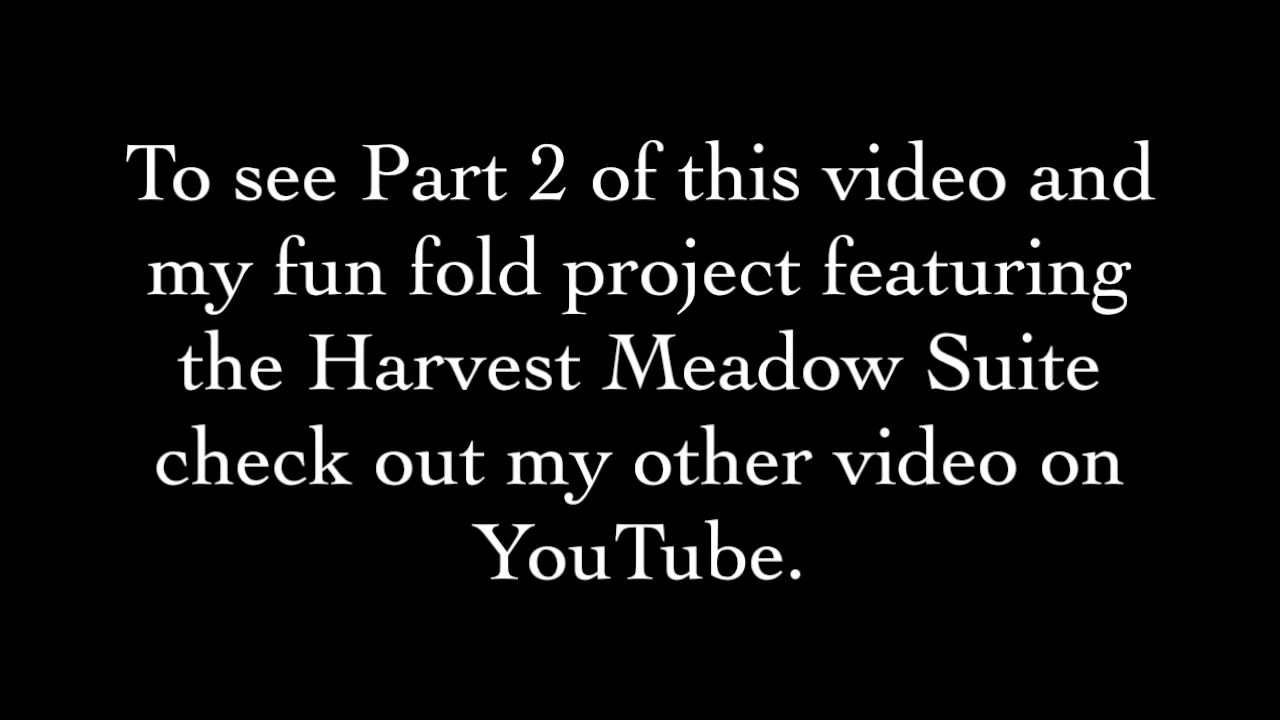 To see Part 2 of this video and
my fun fold project featuring
the Harvest Meadow Suite
check out my other video on
YouTube.